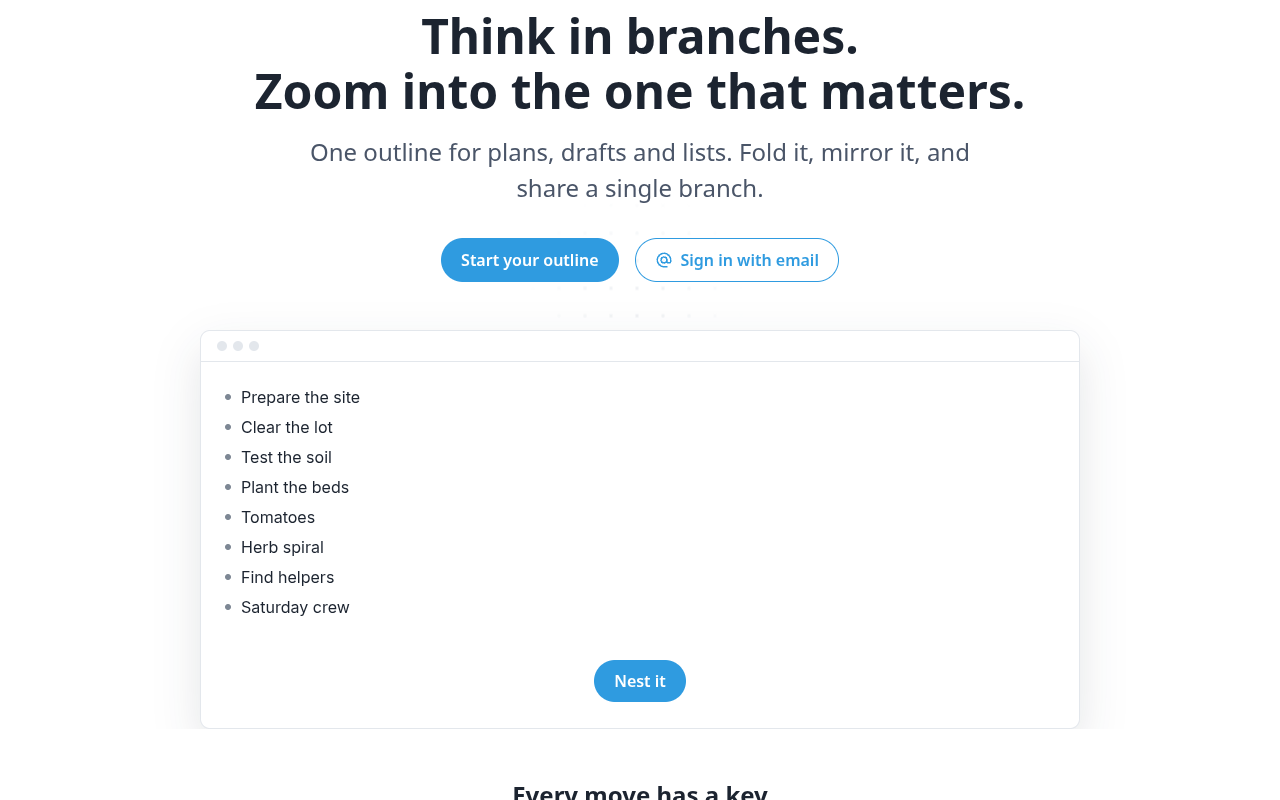 Think in branches.
Zoom into the one that matters.
One outline for plans, drafts and lists. Fold it, mirror it, and
share a single branch.
Start your outline
Sign in with email
Prepare the site
Clear the lot
Test the soil
Plant the beds
Tomatoes
Herb spiral
Find helpers
Saturday crew
Nest it
Every move has a key